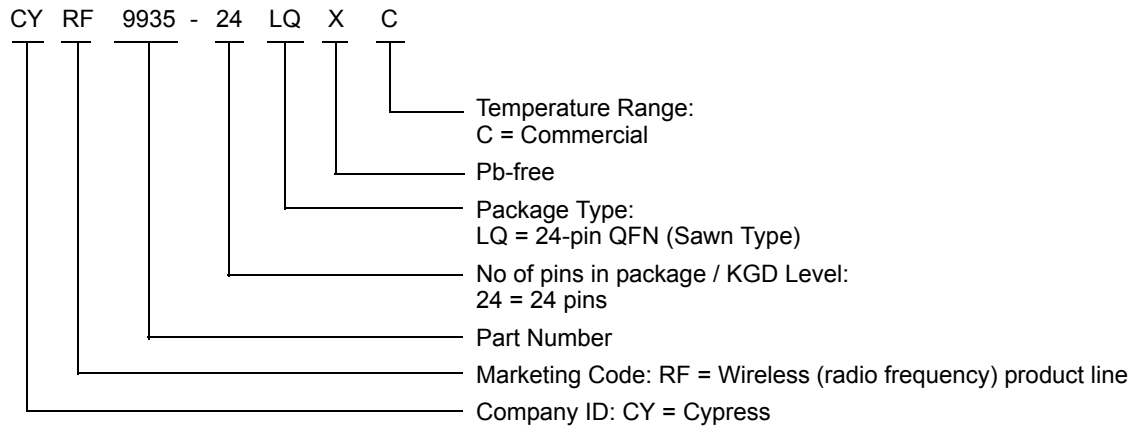 CY RF 9935 - 24 LQ X C
Temperature Range:
C = Commercial
Pb-free
Package Type:
LQ = 24-pin QFN (Sawn Type)
No of pins in package / KGD Level:
24 = 24 pins
Part Number
Marketing Code: RF = Wireless (radio frequency) product line
Company ID: CY = Cypress